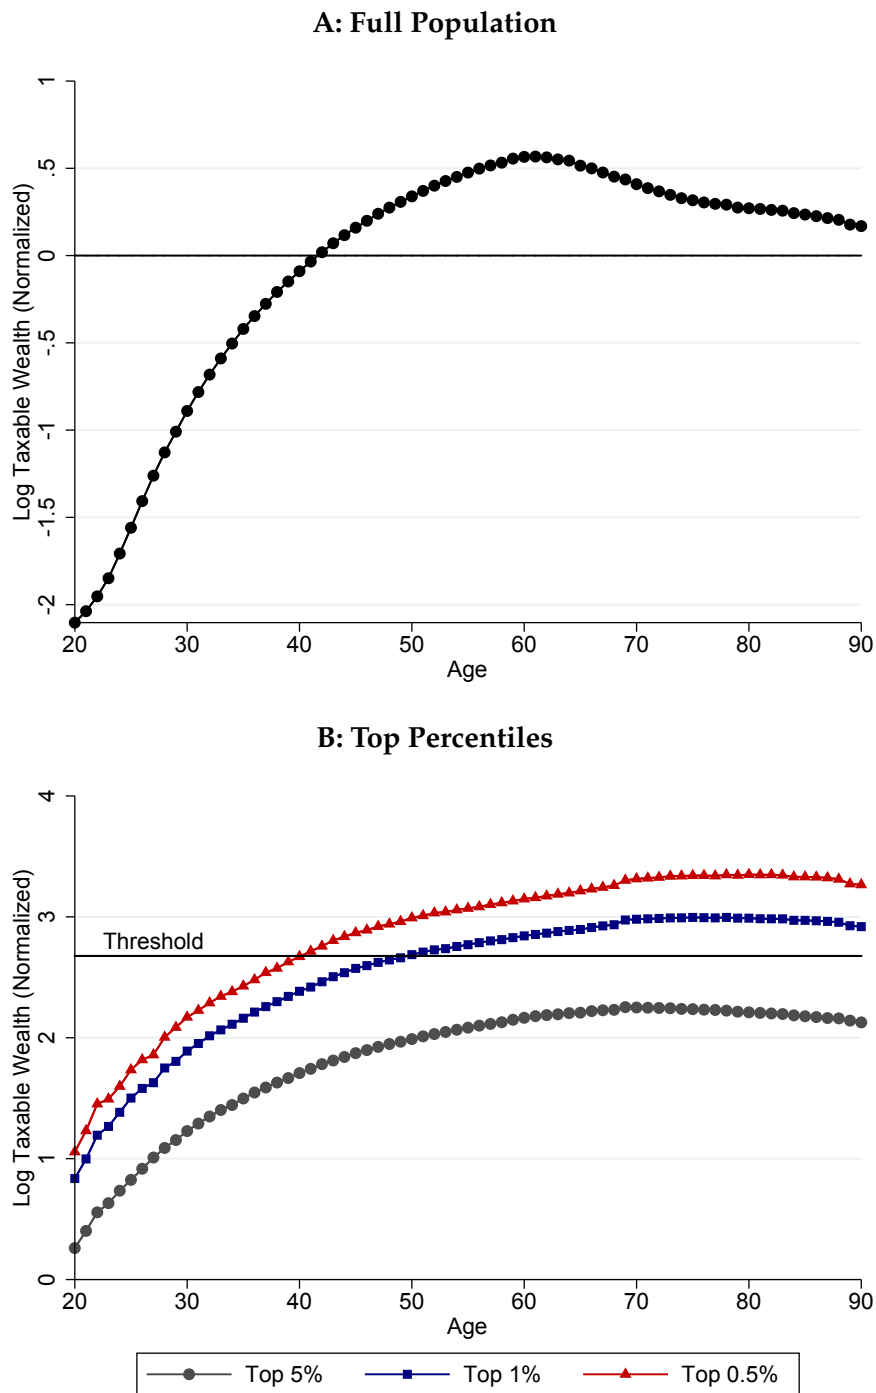 A: Full Population
Log Taxable Wealth (Normalized)
1
.5
0
-.5
-1
-1.5
-2
20 30 40 50 60 70 80 90
Age
B: Top Percentiles
Log Taxable Wealth (Normalized)
4
3
2
1
0
Threshold
20 30 40 50 60 70 80 90
Age
Top 5% Top 1% Top 0.5%